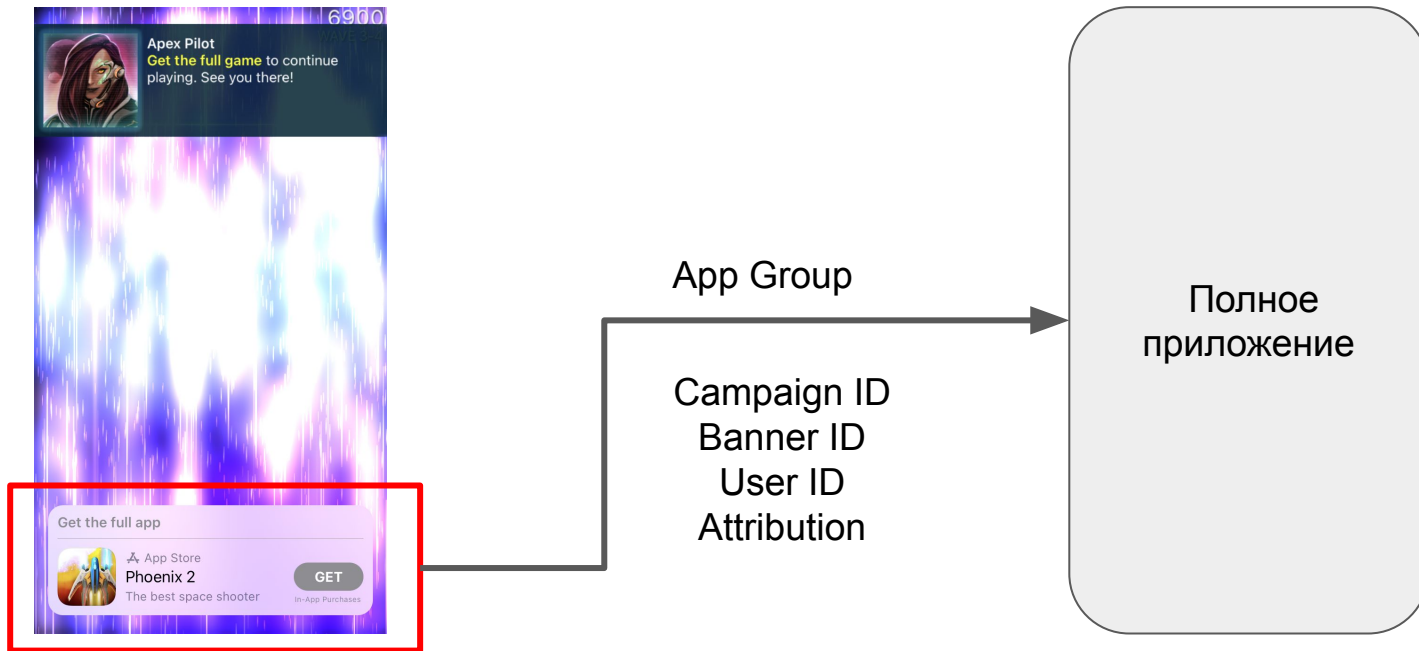 6900
WAVE 3
Apex Pilot
Get the full game to continue
playing. See you there!
Get the full app
App Store
Phoenix 2
The best space shooter
GET
In-App Purchases
App Group
Campaign ID
Banner ID
User ID
Attribution
Полное
приложение